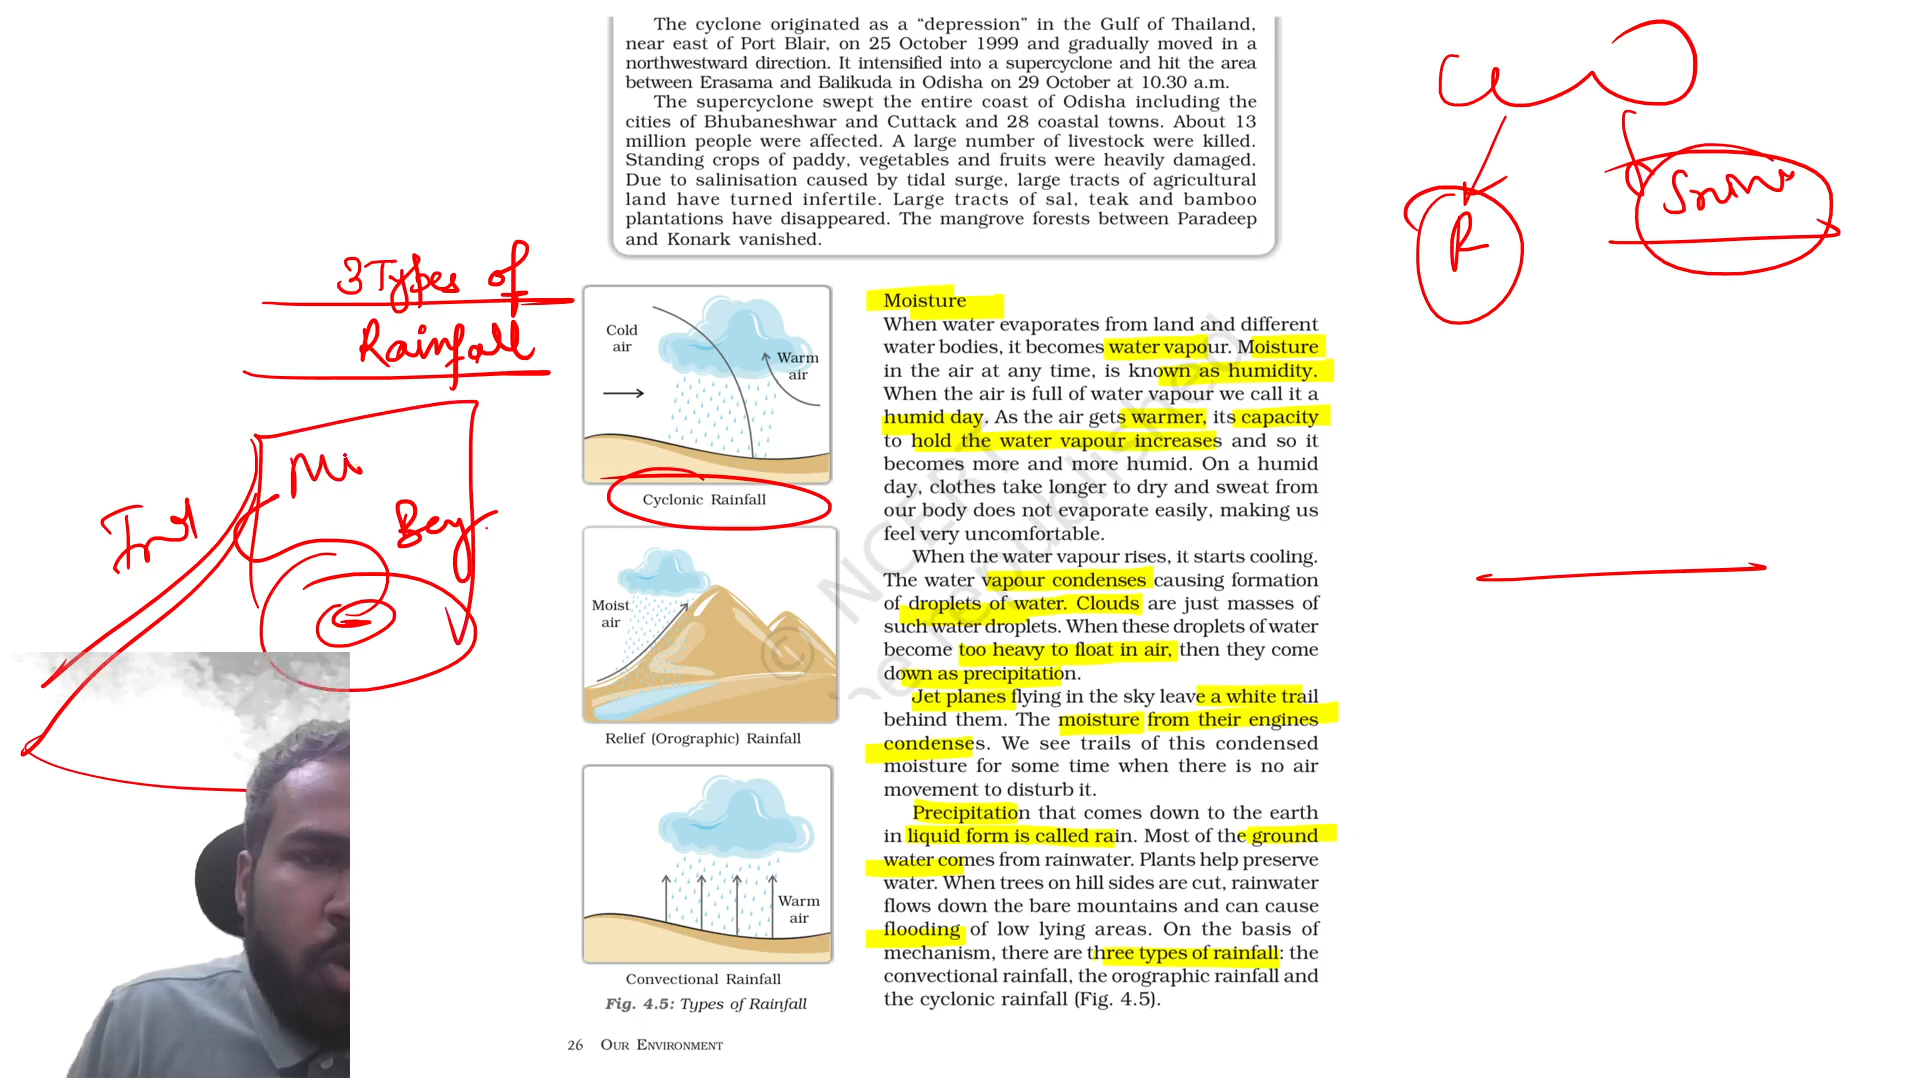 The cyclone originated as a “depression” in the Gulf of Thailand,
near east of Port Blair, on 25 October 1999 and gradually moved in a
northwestward direction. It intensified into a supercyclone and hit the area
between Erasama and Balikuda in Odisha on 29 October at 10.30 a.m.
The supercyclone swept the entire coast of Odisha including the
cities of Bhubaneshwar and Cuttack and 28 coastal towns. About 13
million people were affected. A large number of livestock were killed.
Standing crops of paddy, vegetables and fruits were heavily damaged.
Due to salinisation caused by tidal surge, large tracts of agricultural
land have turned infertile. Large tracts of sal, teak and bamboo
plantations have disappeared. The mangrove forests between Paradeep
and Konark vanished.
R
3 Types of
Rainfall
Bay
Cold
air
Warm
air
Cyclonic Rainfall
Moist
air
Relief (Orographic) Rainfall
Warm
air
Convectional Rainfall
Fig. 4.5: Types of Rainfall
Moisture
When water evaporates from land and different
water bodies, it becomes water vapour. Moisture
in the air at any time, is known as humidity.
When the air is full of water vapour we call it a
humid day. As the air gets warmer, its capacity
to hold the water vapour increases and so it
becomes more and more humid. On a humid
day, clothes take longer to dry and sweat from
our body does not evaporate easily, making us
feel very uncomfortable.
When the water vapour rises, it starts cooling.
The water vapour condenses causing formation
of droplets of water. Clouds are just masses of
such water droplets. When these droplets of water
become too heavy to float in air, then they come
down as precipitation.
Jet planes flying in the sky leave a white trail
behind them. The moisture from their engines
condenses. We see trails of this condensed
moisture for some time when there is no air
movement to disturb it.
Precipitation that comes down to the earth
in liquid form is called rain. Most of the ground
water comes from rainwater. Plants help preserve
water. When trees on hill sides are cut, rainwater
flows down the bare mountains and can cause
flooding of low lying areas. On the basis of
mechanism, there are three types of rainfall: the
convectional rainfall, the orographic rainfall and
the cyclonic rainfall (Fig. 4.5).
© NCERT
be republished
26 OUR ENVIRONMENT